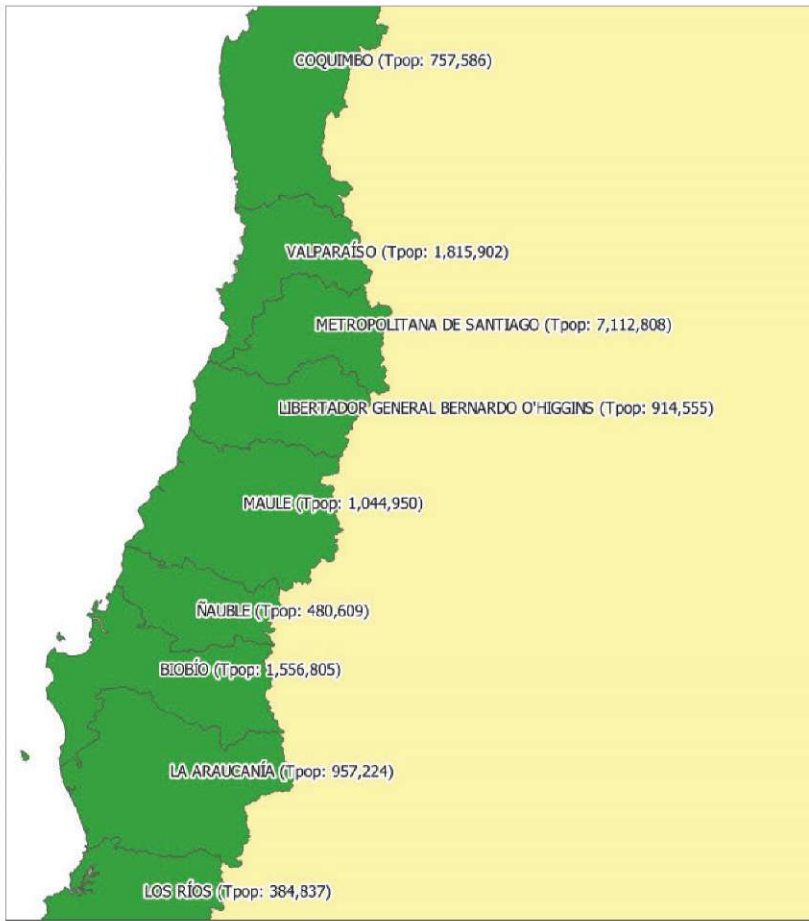 COQUIMBO (Tpop: 757,586)
VALPARAÍSO (Tpop: 1,815,902)
METROPOLITANA DE SANTIAGO (Tpop: 7,112,808)
LIBERTADOR GENERAL BERNARDO O'HIGGINS (Tpop: 914,555)
MAULE (Tpop: 1,044,950)
ÑAUBLE (Tpop: 480,609)
BIOBÍO (Tpop: 1,556,805)
LA ARAUCANÍA (Tpop: 957,224)
LOS RÍOS (Tpop: 384,837)